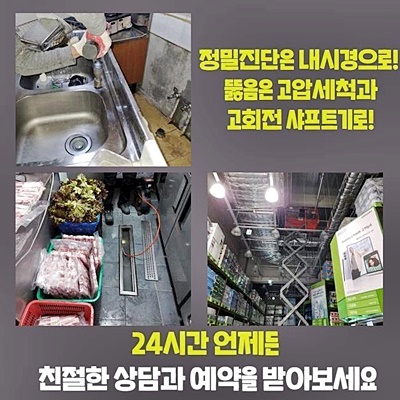 정밀진단은 내시경으로!
뚫음은 고압세척과
고회전 샤프트기로!
24시간 언제든
친절한 상담과 예약을 받아보세요